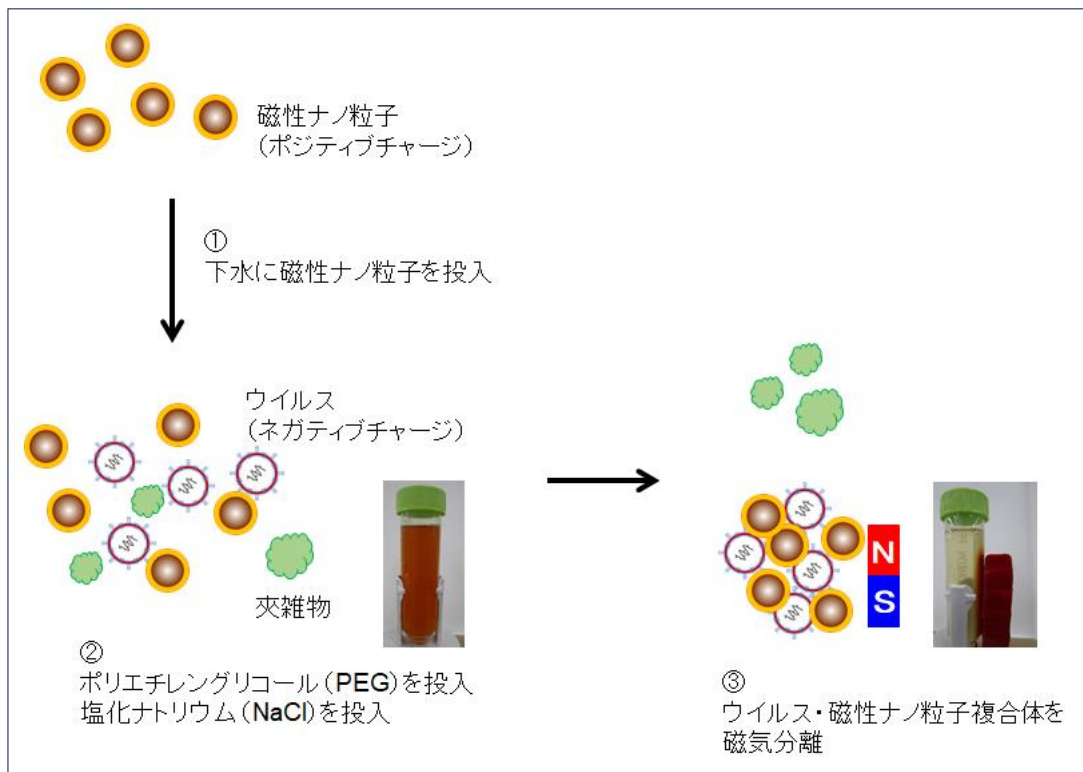 磁性ナノ粒子
(ポジティブチャージ)
①
下水に磁性ナノ粒子を投入
ウイルス
(ネガティブチャージ)
夾雑物
②
ポリエチレングリコール(PEG)を投入
塩化ナトリウム(NaCl)を投入
N
S
③
ウイルス・磁性ナノ粒子複合体を
磁気分離